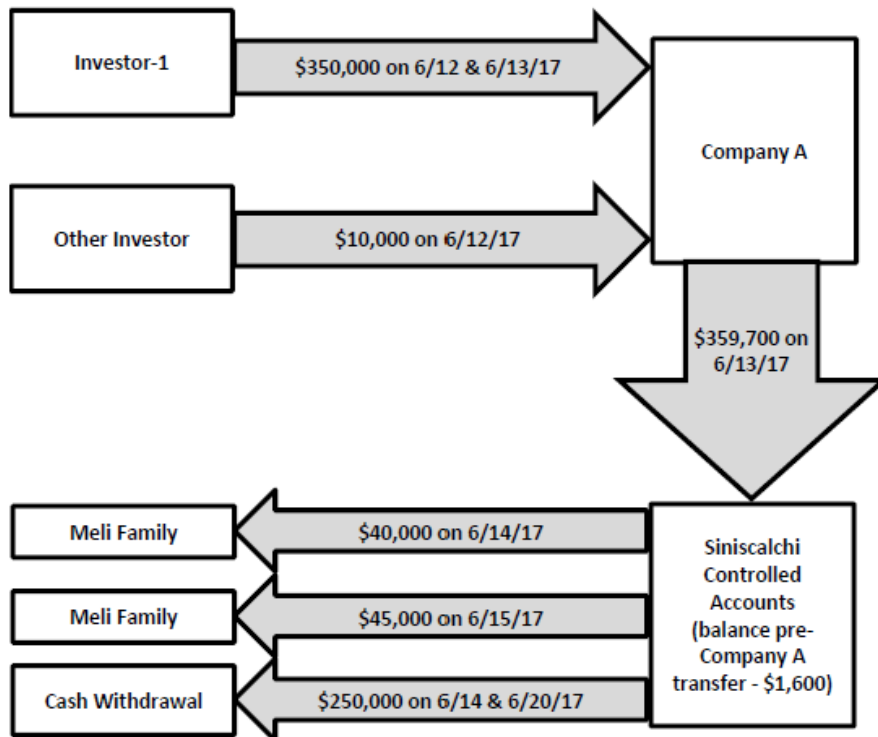 Investor-1
$350,000 on 6/12 & 6/13/17
Company A
Other Investor
$10,000 on 6/12/17
$359,700 on
6/13/17
Meli Family
$40,000 on 6/14/17
Siniscalchi
Controlled
Accounts
(balance pre-
Company A
transfer - $1,600)
Meli Family
$45,000 on 6/15/17
Cash Withdrawal
$250,000 on 6/14 & 6/20/17